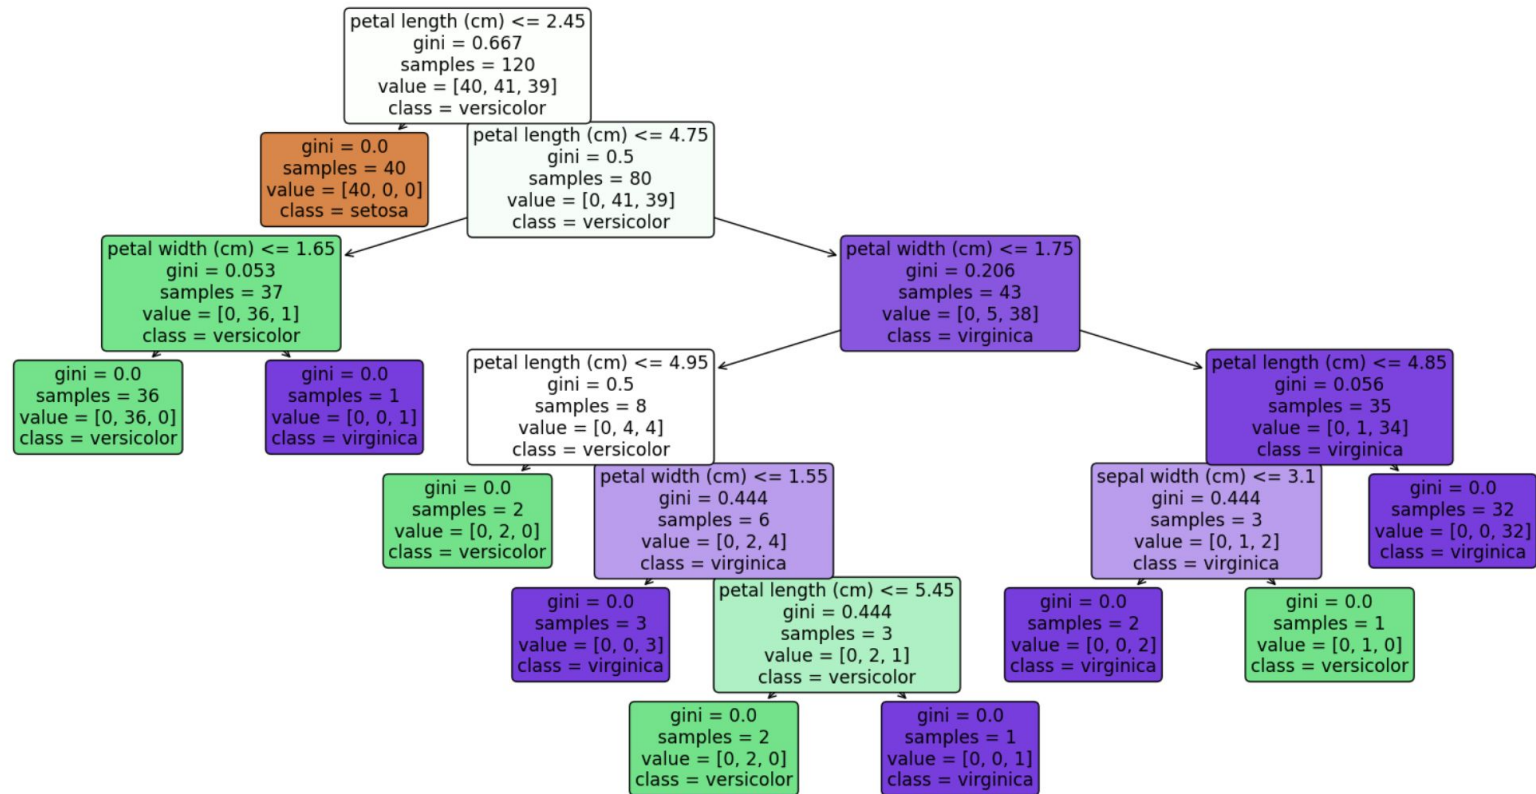 petal length (cm) <= 2.45
gini = 0.667
samples = 120
value = [40, 41, 39]
class = versicolor
gini = 0.0
samples = 40
value = [40, 0, 0]
class = setosa
petal length (cm) <= 4.75
gini = 0.5
samples = 80
value = [0, 41, 39]
class = versicolor
petal width (cm) <= 1.65
gini = 0.053
samples = 37
value = [0, 36, 1]
class = versicolor
petal width (cm) <= 1.75
gini = 0.206
samples = 43
value = [0, 5, 38]
class = virginica
gini = 0.0
samples = 36
value = [0, 36, 0]
class = versicolor
gini = 0.0
samples = 1
value = [0, 0, 1]
class = virginica
petal length (cm) <= 4.95
gini = 0.5
samples = 8
value = [0, 4, 4]
class = versicolor
petal length (cm) <= 4.85
gini = 0.056
samples = 35
value = [0, 1, 34]
class = virginica
gini = 0.0
samples = 2
value = [0, 2, 0]
class = versicolor
petal width (cm) <= 1.55
gini = 0.444
samples = 6
value = [0, 2, 4]
class = virginica
sepal width (cm) <= 3.1
gini = 0.444
samples = 3
value = [0, 1, 2]
class = virginica
gini = 0.0
samples = 32
value = [0, 0, 32]
class = virginica
gini = 0.0
samples = 3
value = [0, 0, 3]
class = virginica
petal length (cm) <= 5.45
gini = 0.444
samples = 3
value = [0, 2, 1]
class = versicolor
gini = 0.0
samples = 2
value = [0, 0, 2]
class = virginica
gini = 0.0
samples = 1
value = [0, 1, 0]
class = versicolor
gini = 0.0
samples = 2
value = [0, 2, 0]
class = versicolor
gini = 0.0
samples = 1
value = [0, 0, 1]
class = virginica